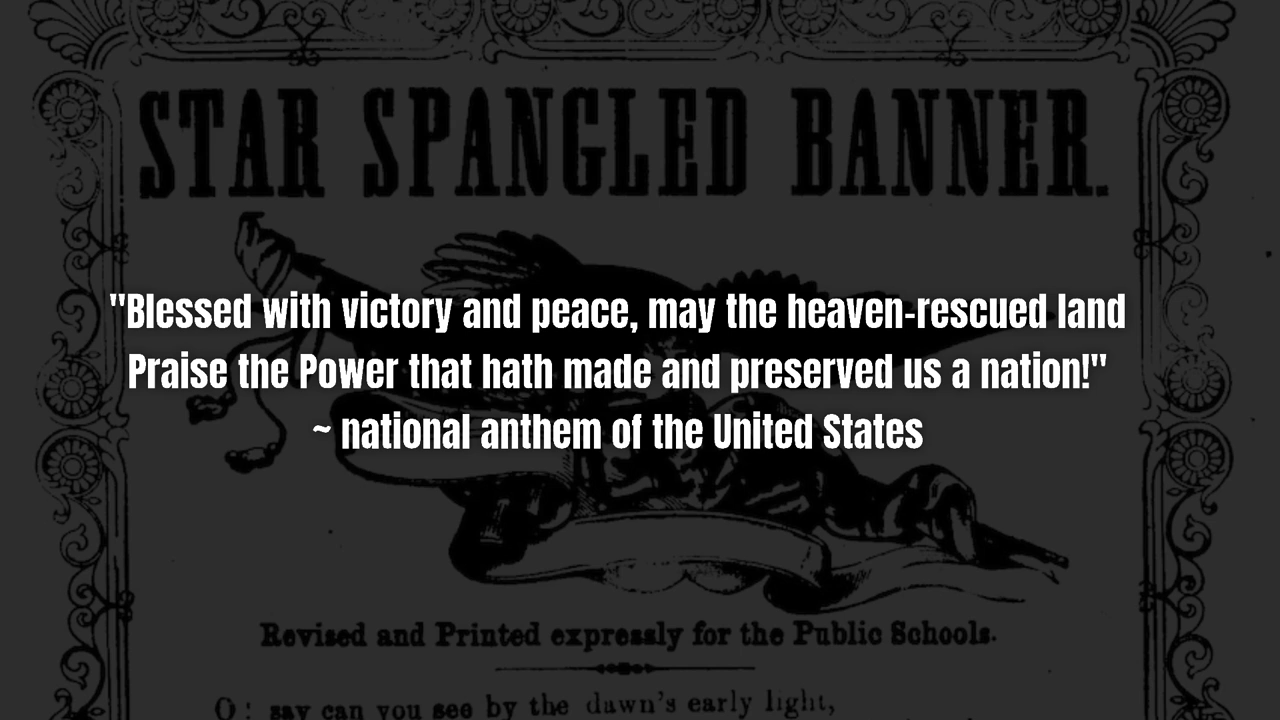 STAR SPANGLED BANNER.
"Blessed with victory and peace, may the heaven-rescued land
Praise the Power that hath made and preserved us a nation!"
~ national anthem of the United States
Revised and Printed expressly for the Public Schools.
O! say can you see by the dawn's early light,